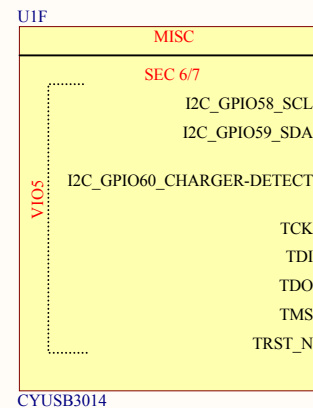 U1F
MISC
SEC 6/7
I2C_GPIO58_SCL
I2C_GPIO59_SDA
I2C_GPIO60_CHARGER-DETECT
VIO5
TCK
TDI
TDO
TMS
TRST_N
CYUSB3014